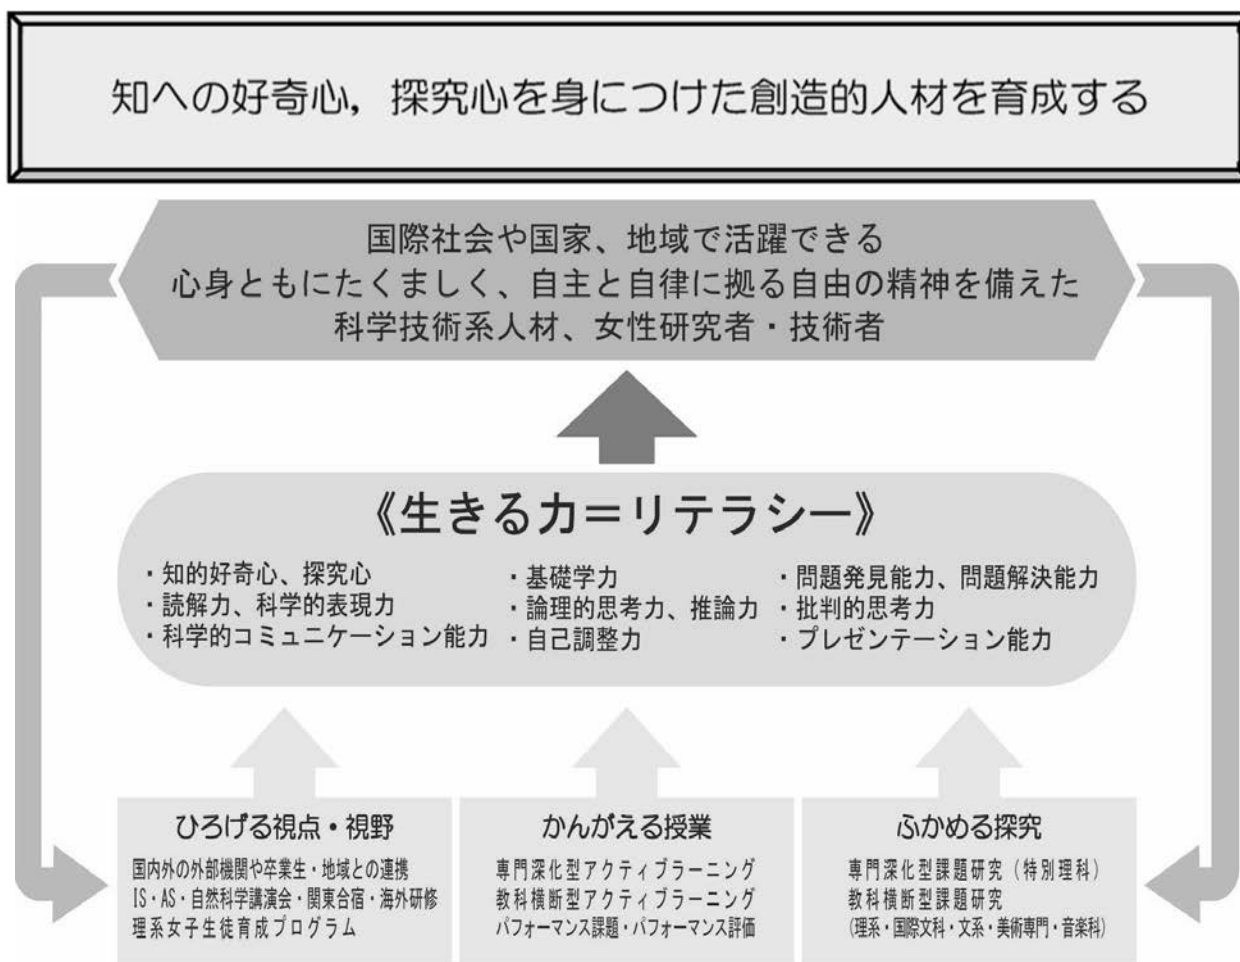 知への好奇心，探究心を身につけた創造的人材を育成する
国際社会や国家、地域で活躍できる
心身ともにたくましく、自主と自律に拠る自由の精神を備えた
科学技術系人材、女性研究者・技術者
《生きる力＝リテラシー》
・知的好奇心、探究心
・読解力、科学的表現力
・科学的コミュニケーション能力
・基礎学力
・論理的思考力、推論力
・自己調整力
・問題発見能力、問題解決能力
・批判的思考力
・プレゼンテーション能力
ひろげる視点・視野
国内外の外部機関や卒業生・地域との連携
IS・AS・自然科学講演会・関東合宿・海外研修
理系女子生徒育成プログラム
かんがえる授業
専門深化型アクティブラーニング
教科横断型アクティブラーニング
パフォーマンス課題・パフォーマンス評価
ふかめる探究
専門深化型課題研究（特別理科）
教科横断型課題研究
（理系・国際文科・文系・美術専門・音楽科）